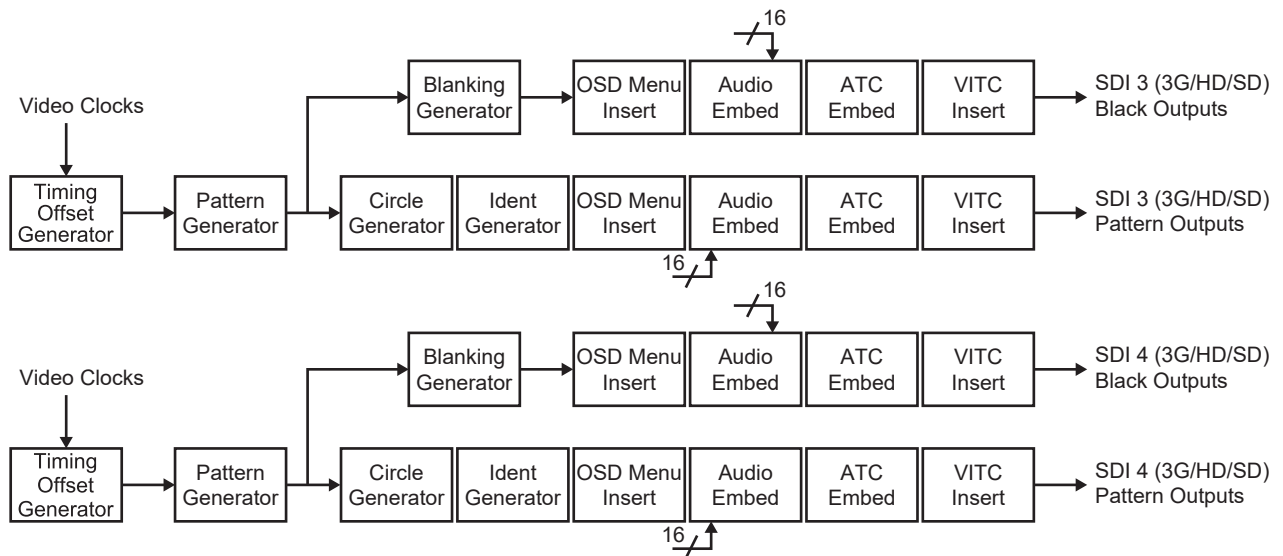 16
Blanking
Generator
OSD Menu
Insert
Audio
Embed
ATC
Embed
VITC
Insert
SDI 3 (3G/HD/SD)
Black Outputs
Video Clocks
Timing
Offset
Generator
Pattern
Generator
Circle
Generator
Ident
Generator
OSD Menu
Insert
Audio
Embed
ATC
Embed
VITC
Insert
SDI 3 (3G/HD/SD)
Pattern Outputs
16
16
Blanking
Generator
OSD Menu
Insert
Audio
Embed
ATC
Embed
VITC
Insert
SDI 4 (3G/HD/SD)
Black Outputs
Video Clocks
Timing
Offset
Generator
Pattern
Generator
Circle
Generator
Ident
Generator
OSD Menu
Insert
Audio
Embed
ATC
Embed
VITC
Insert
SDI 4 (3G/HD/SD)
Pattern Outputs
16